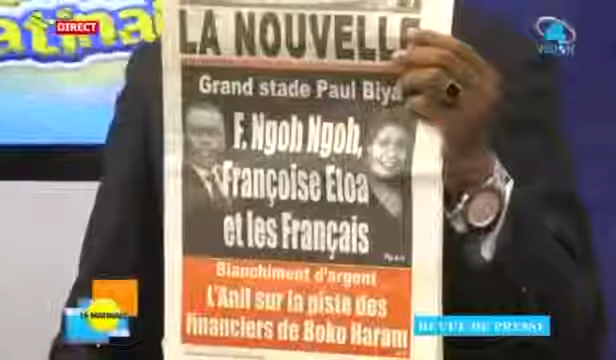 DIRECT
LA NOUVELLE
Grand stade Paul Biya
F. Ngoh Ngoh,
Françoise Etoa
et les Français
Blanchiment d'argent
L'Anif sur la piste des
financiers de Boko Haram
REVUE DE PRESSE
VISION